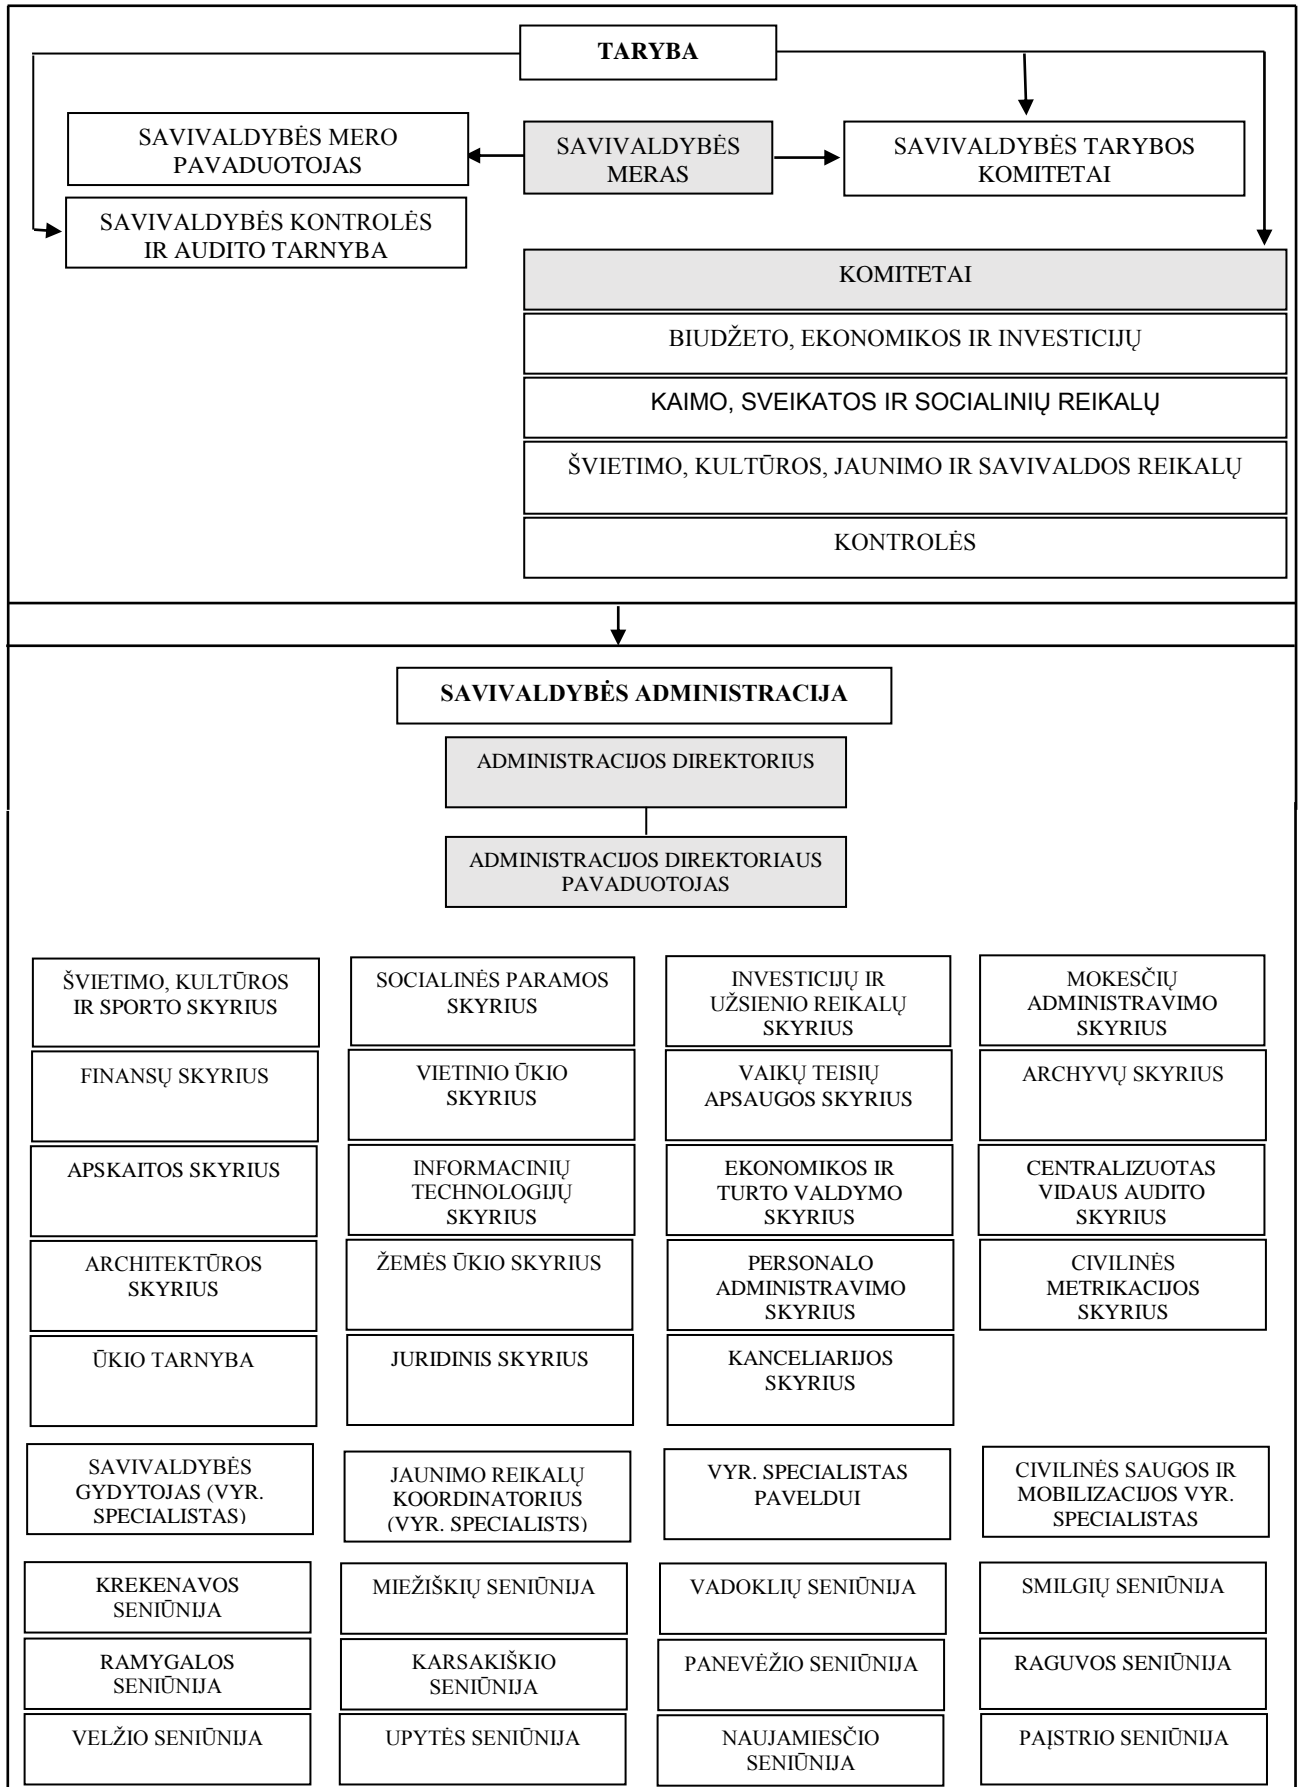 TARYBA
SAVIVALDYBĖS MERO
PAVADUOTOJAS
SAVIVALDYBĖS
MERAS
SAVIVALDYBĖS TARYBOS
KOMITETAI
SAVIVALDYBĖS KONTROLĖS
IR AUDITO TARNYBA
KOMITETAI
BIUDŽETO, EKONOMIKOS IR INVESTICIJŲ
KAIMO, SVEIKATOS IR SOCIALINIŲ REIKALŲ
ŠVIETIMO, KULTŪROS, JAUNIMO IR SAVIVALDOS REIKALŲ
KONTROLĖS
SAVIVALDYBĖS ADMINISTRACIJA
ADMINISTRACIJOS DIREKTORIUS
ADMINISTRACIJOS DIREKTORIAUS
PAVADUOTOJAS
ŠVIETIMO, KULTŪROS
IR SPORTO SKYRIUS
SOCIALINĖS PARAMOS
SKYRIUS
INVESTICIJŲ IR
UŽSIENIO REIKALŲ
SKYRIUS
MOKESČIŲ
ADMINISTRAVIMO
SKYRIUS
FINANSŲ SKYRIUS
VIETINIO ŪKIO
SKYRIUS
VAIKŲ TEISIŲ
APSAUGOS SKYRIUS
ARCHYVŲ SKYRIUS
APSKAITOS SKYRIUS
INFORMACINIŲ
TECHNOLOGIJŲ
SKYRIUS
EKONOMIKOS IR
TURTO VALDYMO
SKYRIUS
CENTRALIZUOTAS
VIDAUS AUDITO
SKYRIUS
ARCHITEKTŪROS
SKYRIUS
ŽEMĖS ŪKIO SKYRIUS
PERSONALO
ADMINISTRAVIMO
SKYRIUS
CIVILINĖS
METRIKACIJOS
SKYRIUS
ŪKIO TARNYBA
JURIDINIS SKYRIUS
KANCELIARIJOS
SKYRIUS
SAVIVALDYBĖS
GYDYTOJAS (VYR.
SPECIALISTAS)
JAUNIMO REIKALŲ
KOORDINATORIUS
(VYR. SPECIALISTS)
VYR. SPECIALISTAS
PAVELDUI
CIVILINĖS SAUGOS IR
MOBILIZACIJOS VYR.
SPECIALISTAS
KREKENAVOS
SENIŪNIJA
MIEŽIŠKIŲ SENIŪNIJA
VADOKLIŲ SENIŪNIJA
SMILGIŲ SENIŪNIJA
RAMYGALOS
SENIŪNIJA
KARSAKIŠKIO
SENIŪNIJA
PANEVĖŽIO SENIŪNIJA
RAGUVOS SENIŪNIJA
VELŽIO SENIŪNIJA
UPYTĖS SENIŪNIJA
NAUJAMIESČIO
SENIŪNIJA
PAĮSTRIO SENIŪNIJA